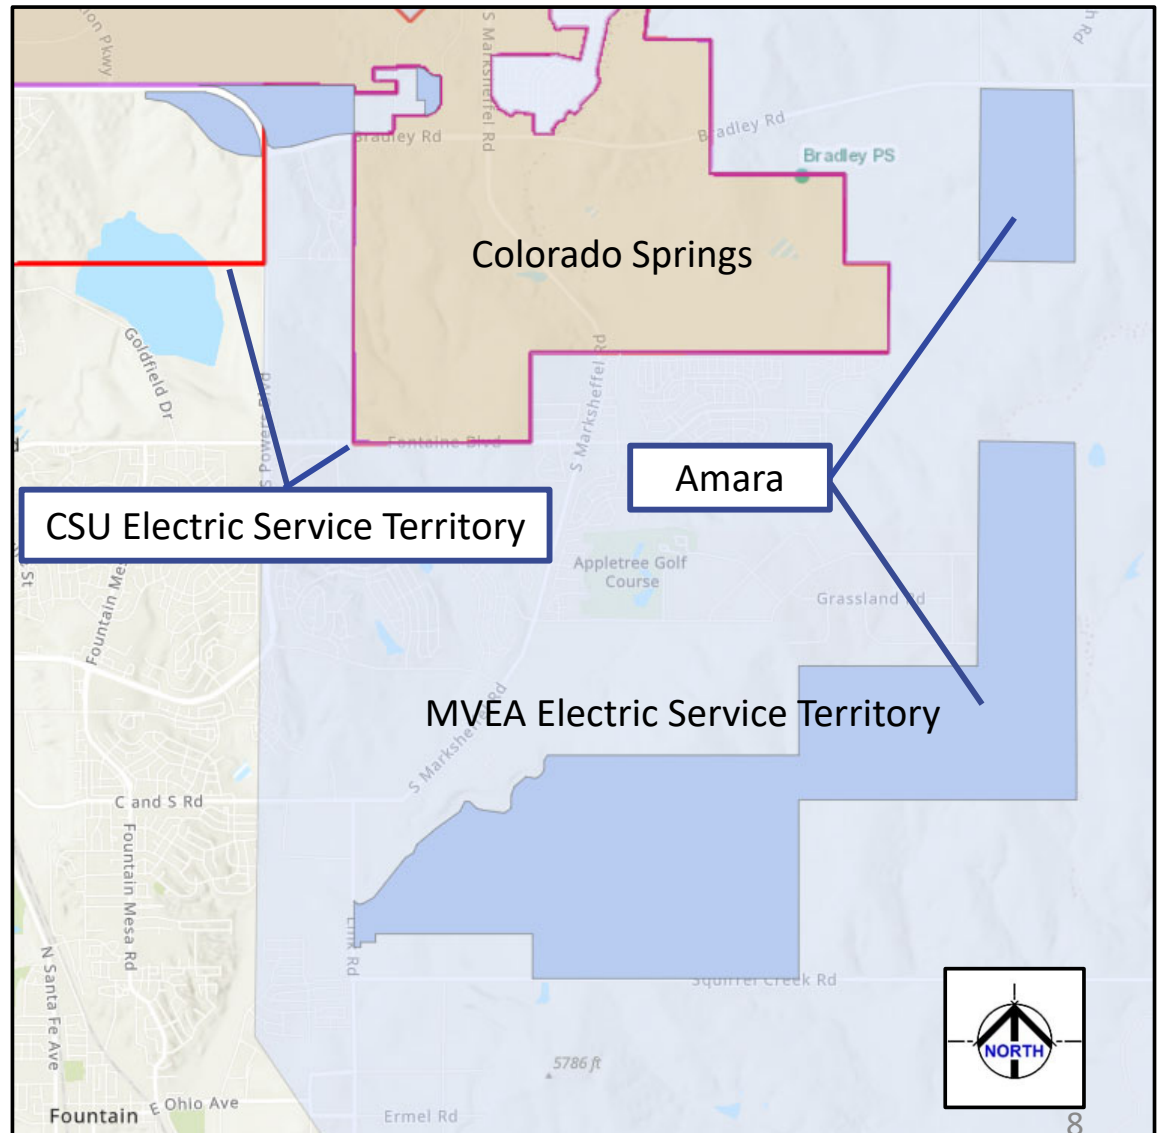 S Marksheffel Rd
Bradley Rd
Bradley Rd
Bradley PS
Colorado Springs
Goldfield Dr
S Powers Blvd
S Marksheffel Rd
Fontaine Blvd
Amara
CSU Electric Service Territory
Appletree Golf
Course
Grassland Rd
Fountain Mesa
S Marksheffel Rd
MVEA Electric Service Territory
C and S Rd
Fountain Mesa Rd
Link Rd
N Santa Fe Ave
Squirrel Creek Rd
NORTH
5786 ft
E Ohio Ave
Fountain
Ermel Rd
8